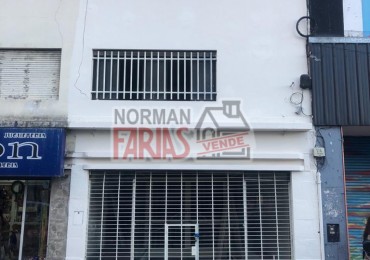 NORMAN
FARIAS
VENDE
JUGUETERIA
on